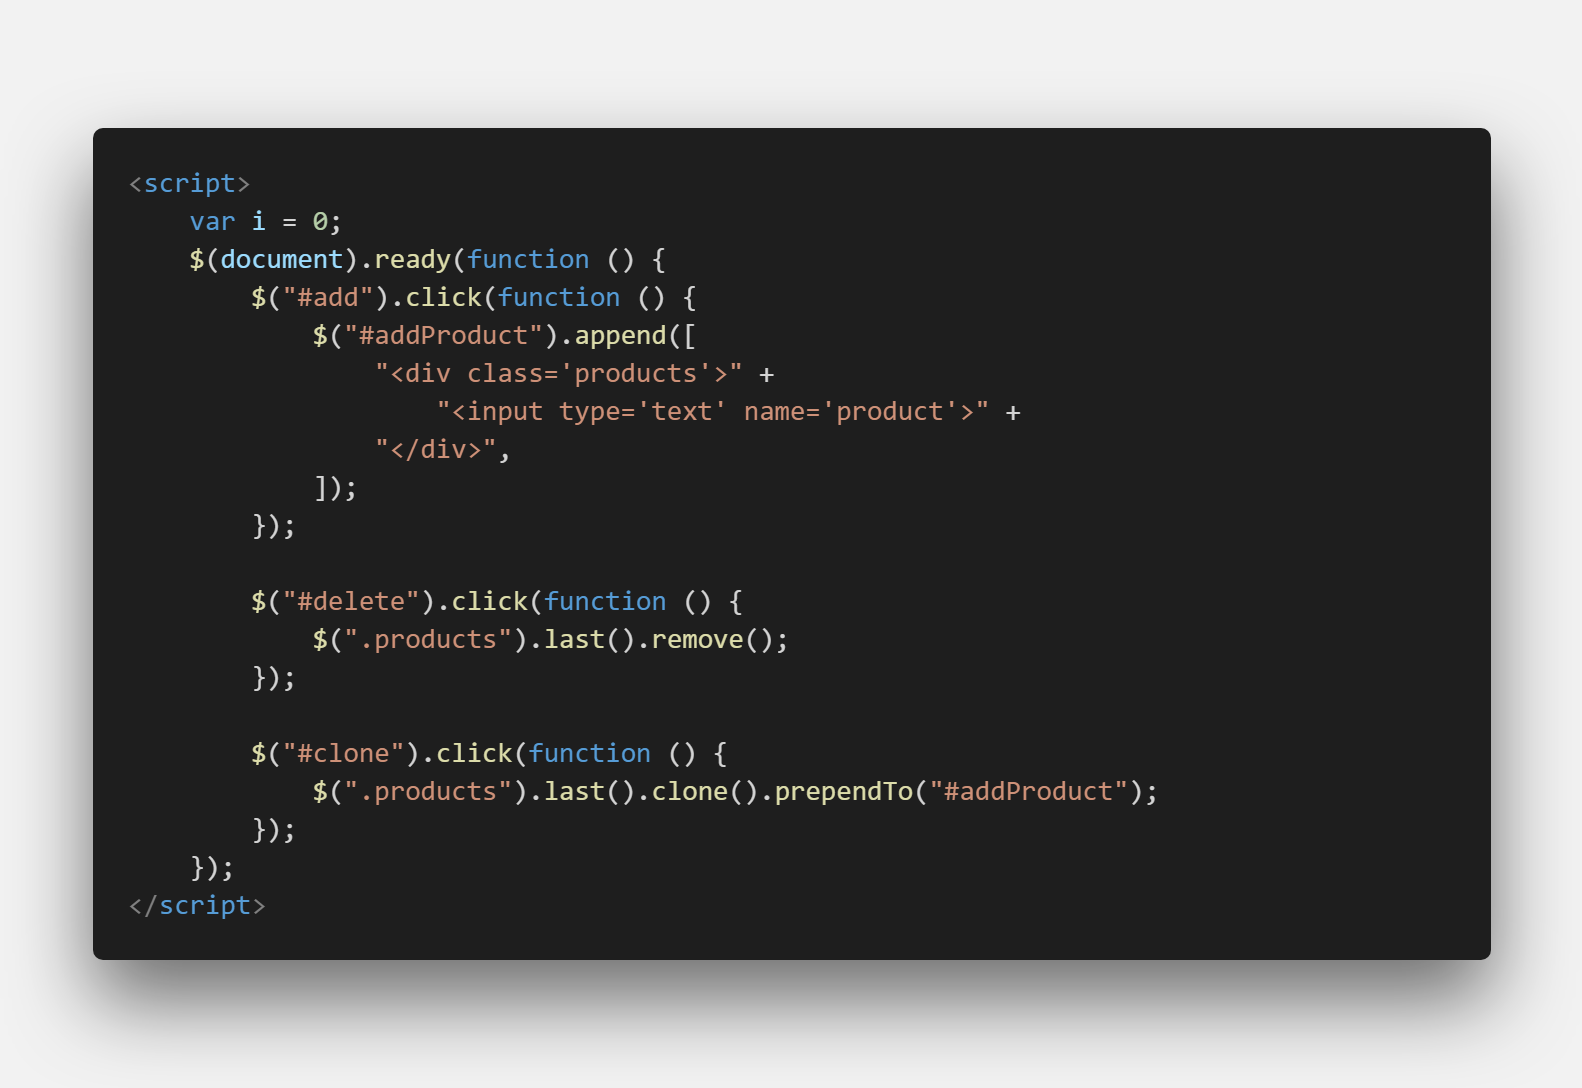 <script>
    var i = 0;
    $(document).ready(function () {
        $("#add").click(function () {
            $("#addProduct").append([
                "<div class='products'>" +
                    "<input type='text' name='product'>" +
                "</div>",
            ]);
        });

        $("#delete").click(function () {
            $(".products").last().remove();
        });

        $("#clone").click(function () {
            $(".products").last().clone().prependTo("#addProduct");
        });
    });
</script>